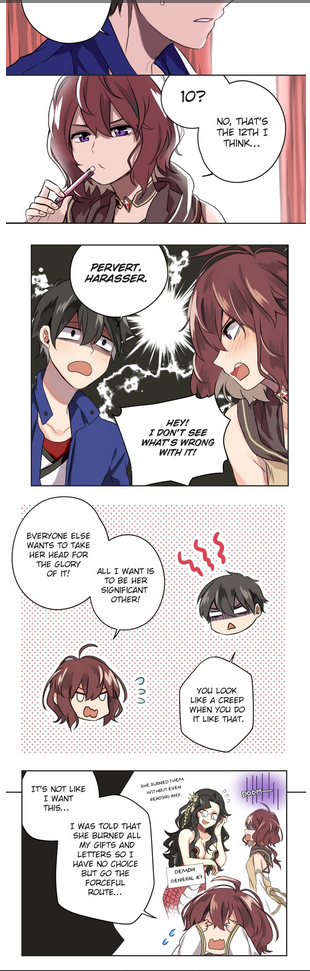 10?
NO, THAT'S
THE 12TH I
THINK...
PERVERT.
HARASSER.
HEY!
I DON'T SEE
WHAT'S WRONG
WITH IT!
EVERYONE ELSE
WANTS TO TAKE
HER HEAD FOR
THE GLORY
OF IT!
ALL I WANT IS
TO BE HER
SIGNIFICANT
OTHER!
YOU LOOK
LIKE A CREEP
WHEN YOU DO
IT LIKE THAT.
IT'S NOT LIKE
I WANT
THIS...
I WAS TOLD THAT
SHE BURNED ALL
MY GIFTS AND
LETTERS SO I
HAVE NO CHOICE
BUT GO THE
FORCEFUL
ROUTE...
SHE BURNED THEM
WITHOUT EVEN
READING ANY.
DOOM
DEMON
GENERAL #7